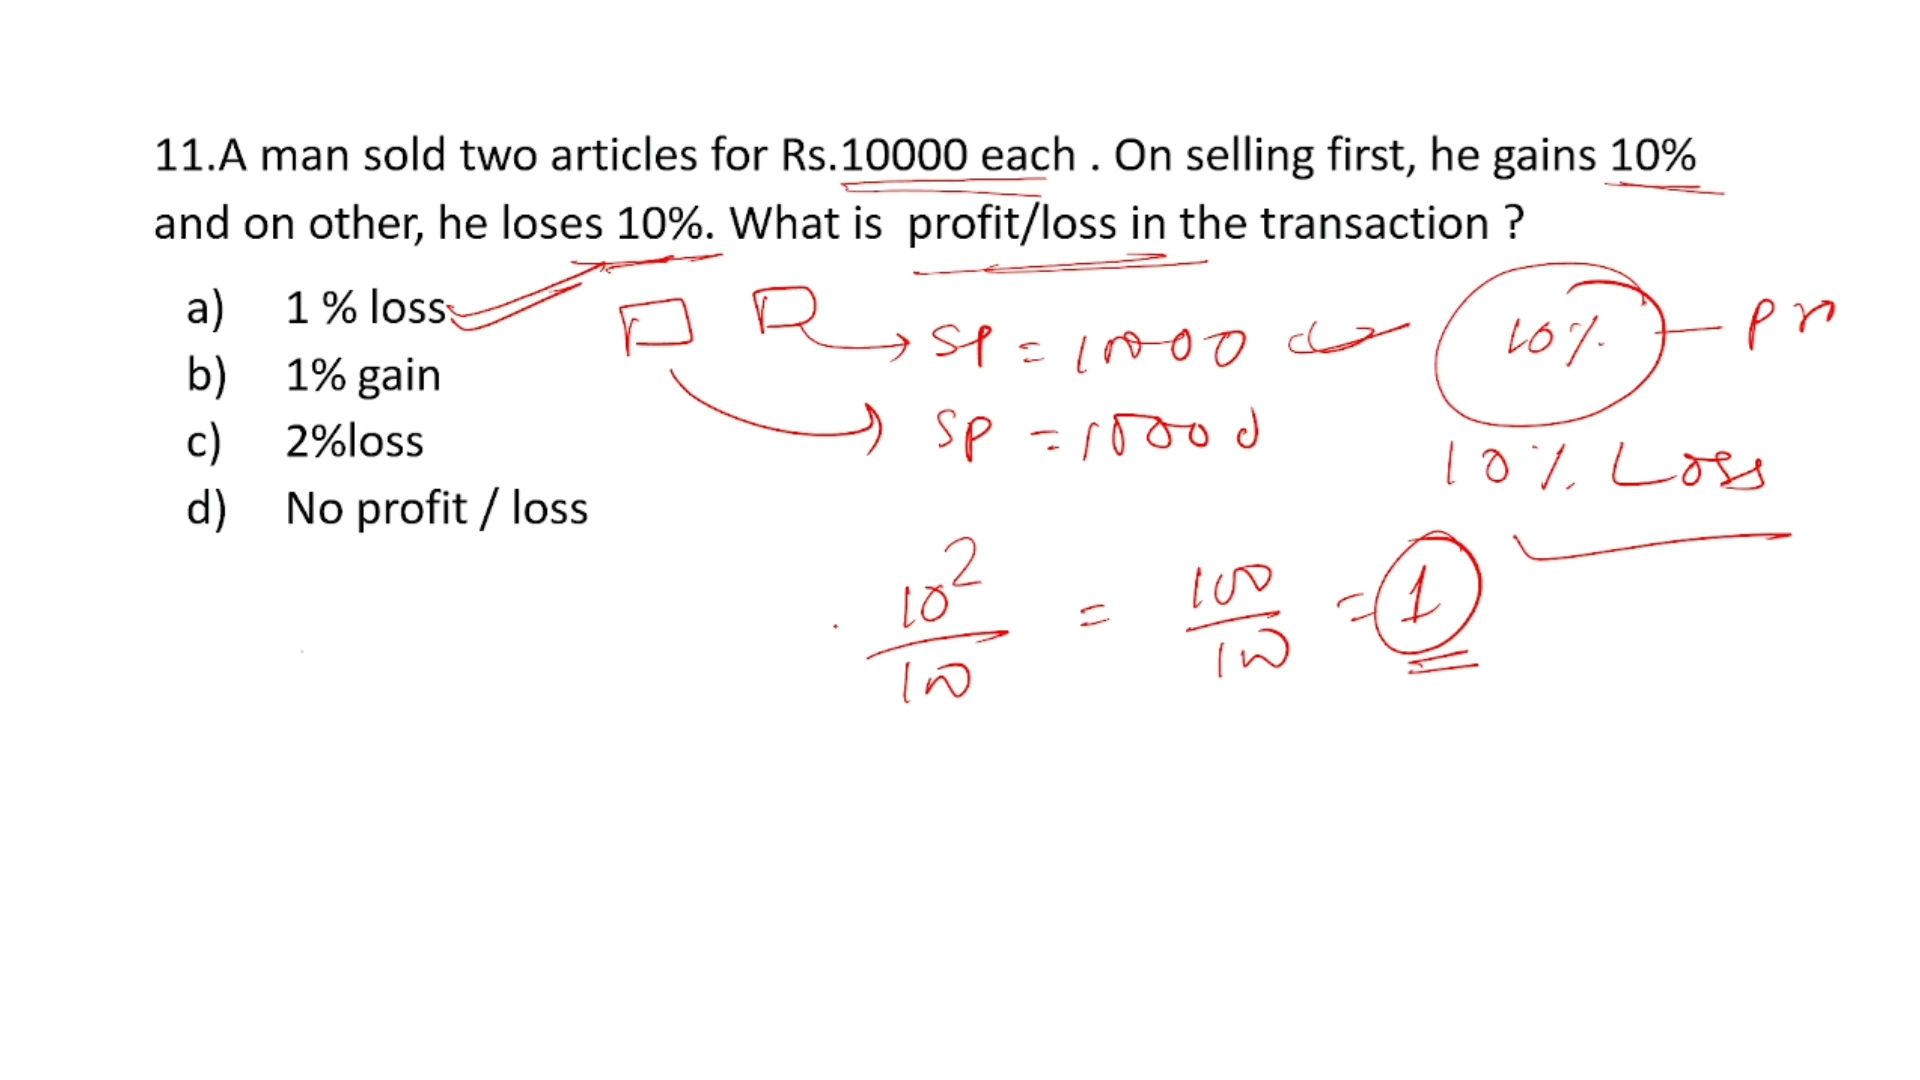 11.A man sold two articles for Rs.10000 each . On selling first, he gains 10%
and on other, he loses 10%. What is profit/loss in the transaction ?
a) 1 % loss
b) 1% gain
c) 2%loss
d) No profit / loss
SP = 10000
10%
SP = 10000
10% Loss
10²/100 = 100/100 = 1